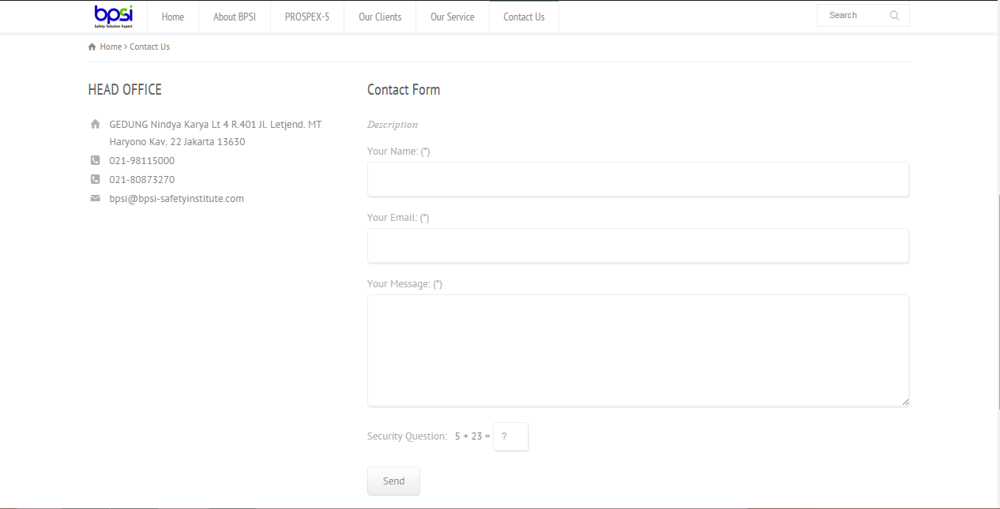 bpsi
Safety Solution Expert
Home
About BPSI
PROSPEX-5
Our Clients
Our Service
Contact Us
Search
Home > Contact Us
HEAD OFFICE
GEDUNG Nindya Karya Lt 4 R.401 Jl. Letjend. MT
Haryono Kav. 22 Jakarta 13630
021-98115000
021-80873270
bpsi@bpsi-safetyinstitute.com
Contact Form
Description
Your Name: (*)
Your Email: (*)
Your Message: (*)
Security Question: 5 + 23 = ?
Send